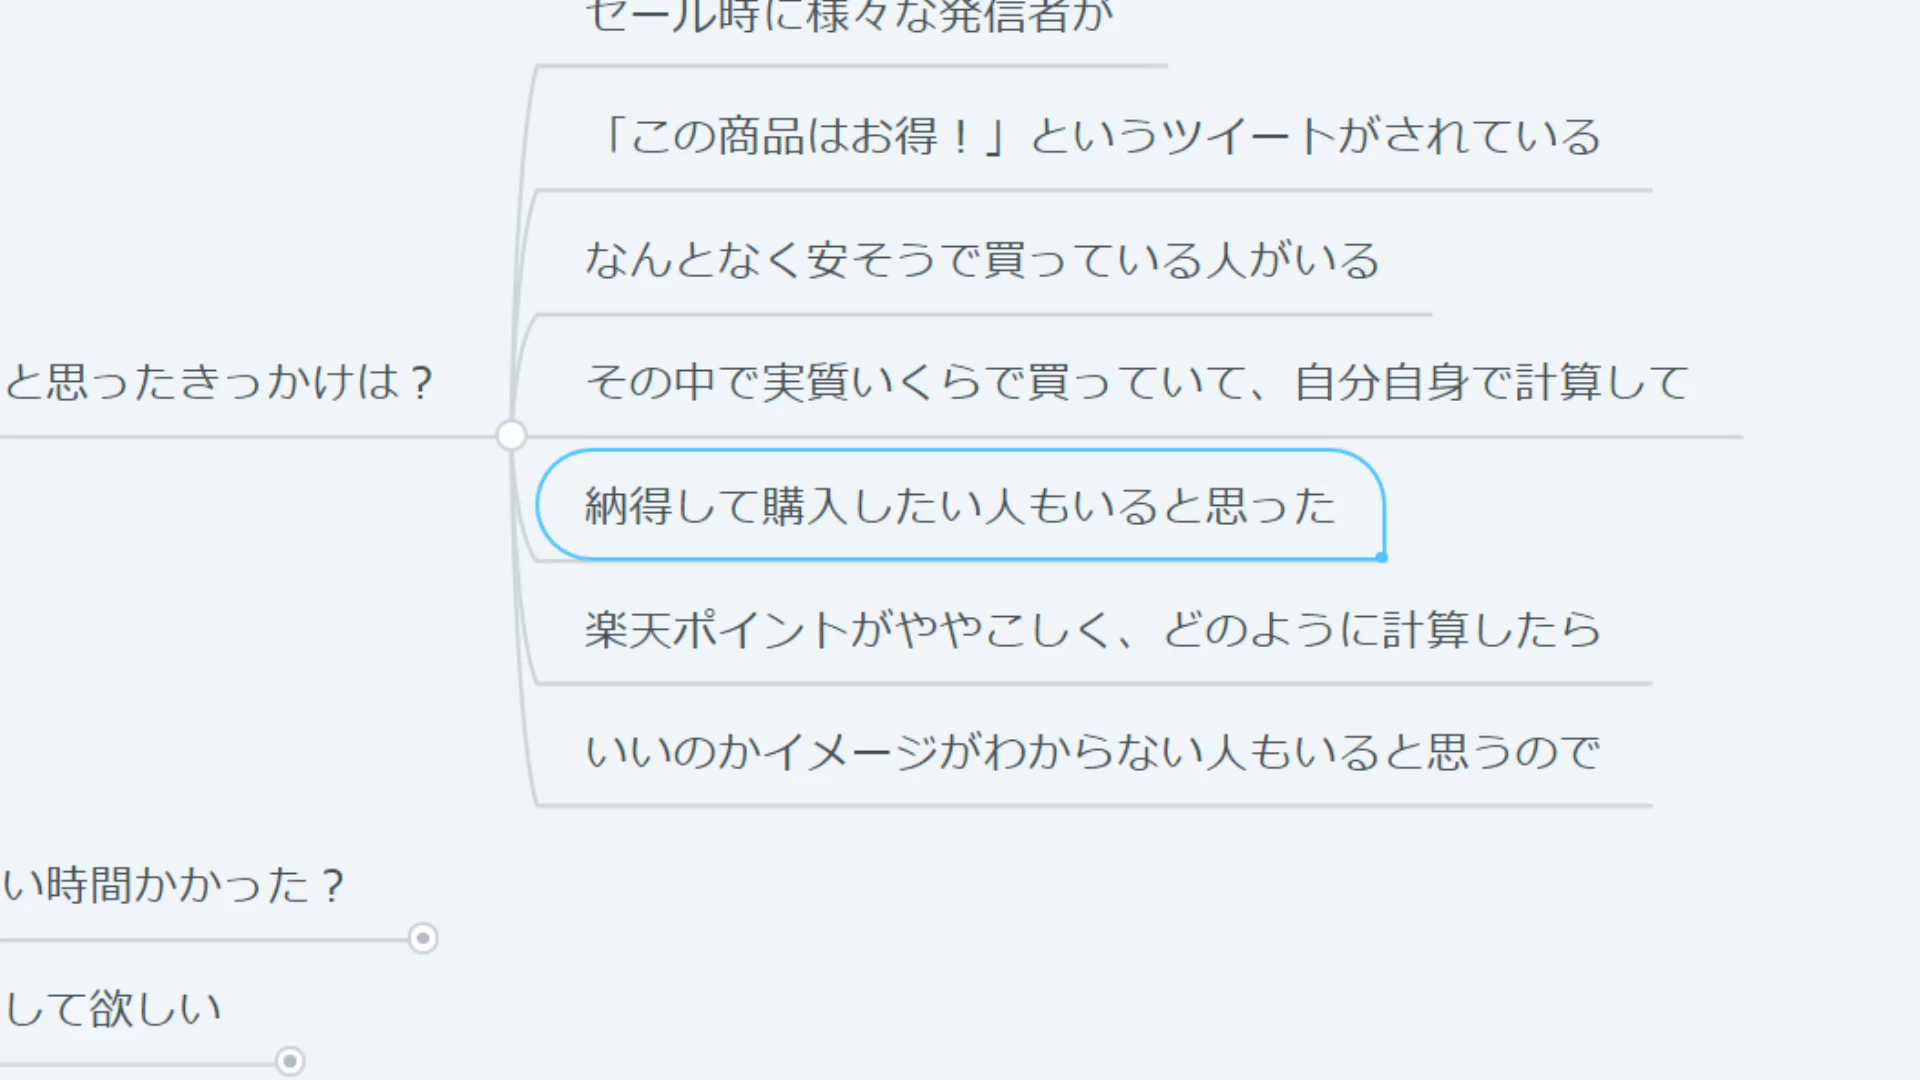 セール時に様々な発信者が
「この商品はお得！」というツイートがされている
なんとなく安そうで買っている人がいる
と思ったきっかけは？
その中で実質いくらで買っていて、自分自身で計算して
納得して購入したい人もいると思った
楽天ポイントがややこしく、どのように計算したら
いいのかイメージがわからない人もいると思うので
い時間かかった？
して欲しい